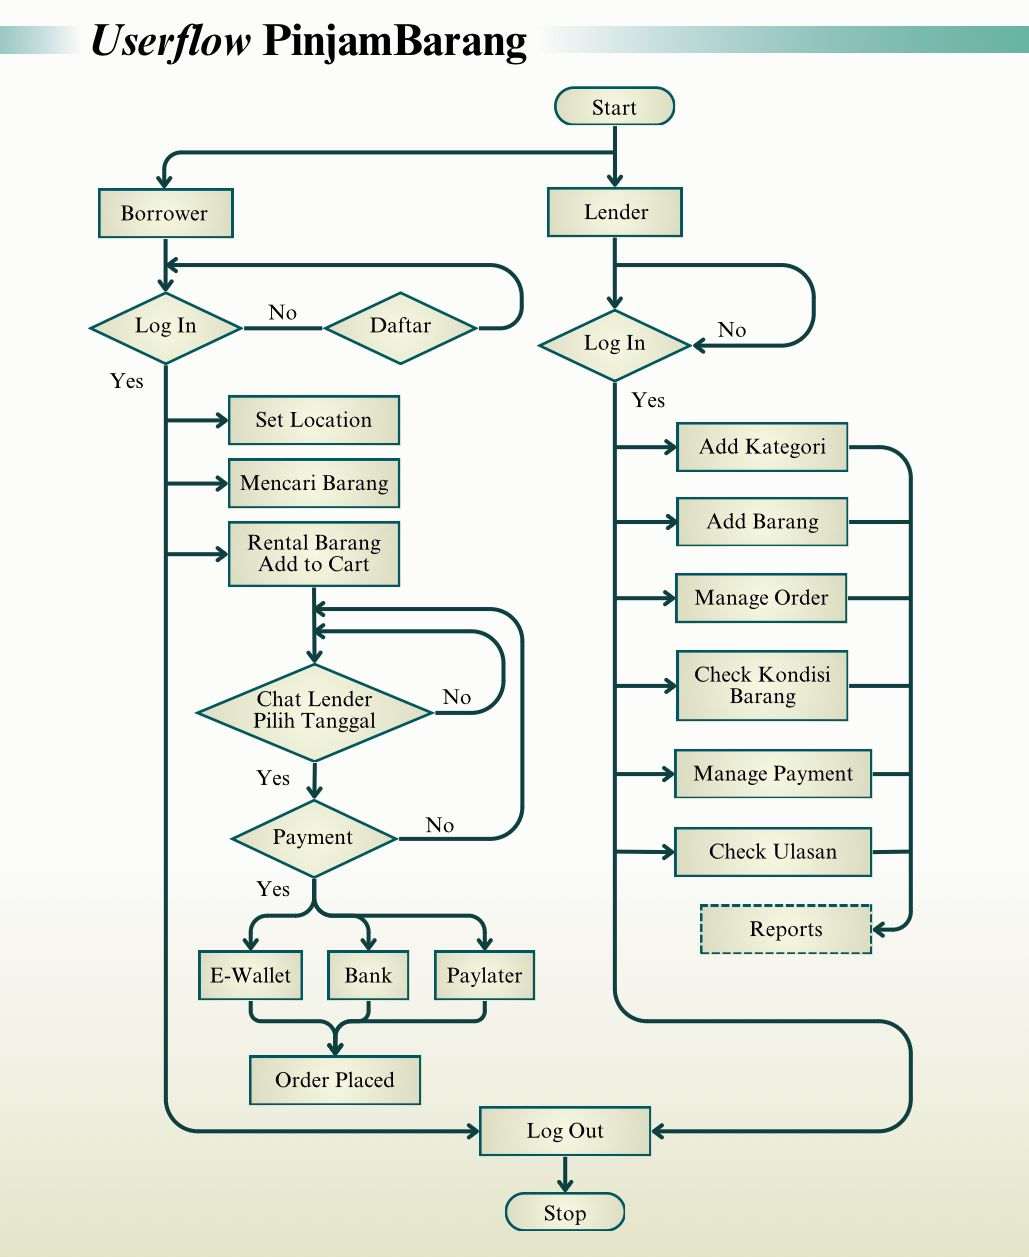 Userflow PinjamBarang
Start
Borrower
Lender
Log In
No
Daftar
Log In
No
Yes
Yes
Set Location
Mencari Barang
Rental Barang
Add to Cart
Chat Lender
Pilih Tanggal
No
Yes
Payment
No
Yes
E-Wallet
Bank
Paylater
Order Placed
Add Kategori
Add Barang
Manage Order
Check Kondisi
Barang
Manage Payment
Check Ulasan
Reports
Log Out
Stop